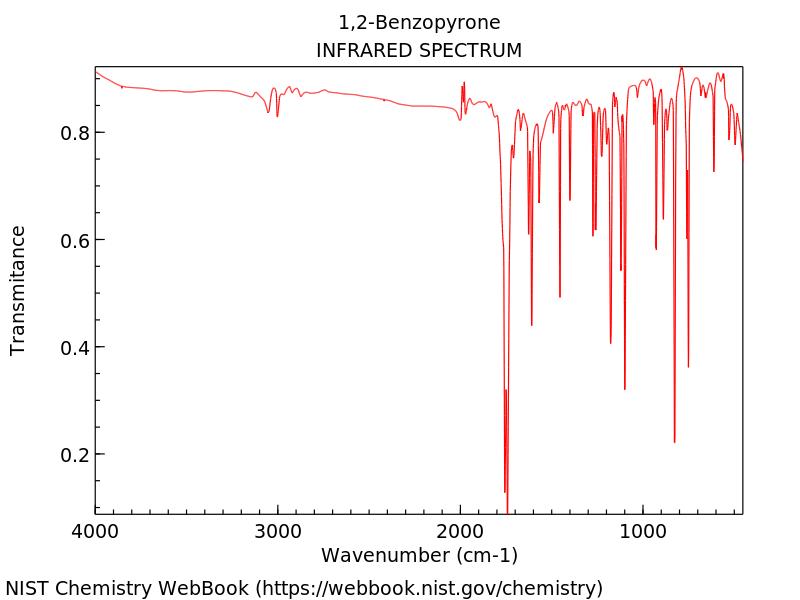 1,2-Benzopyrone
INFRARED SPECTRUM
0.8
0.6
0.4
0.2
Transmitance
4000 3000 2000 1000
Wavenumber (cm-1)
NIST Chemistry WebBook (https://webbook.nist.gov/chemistry)